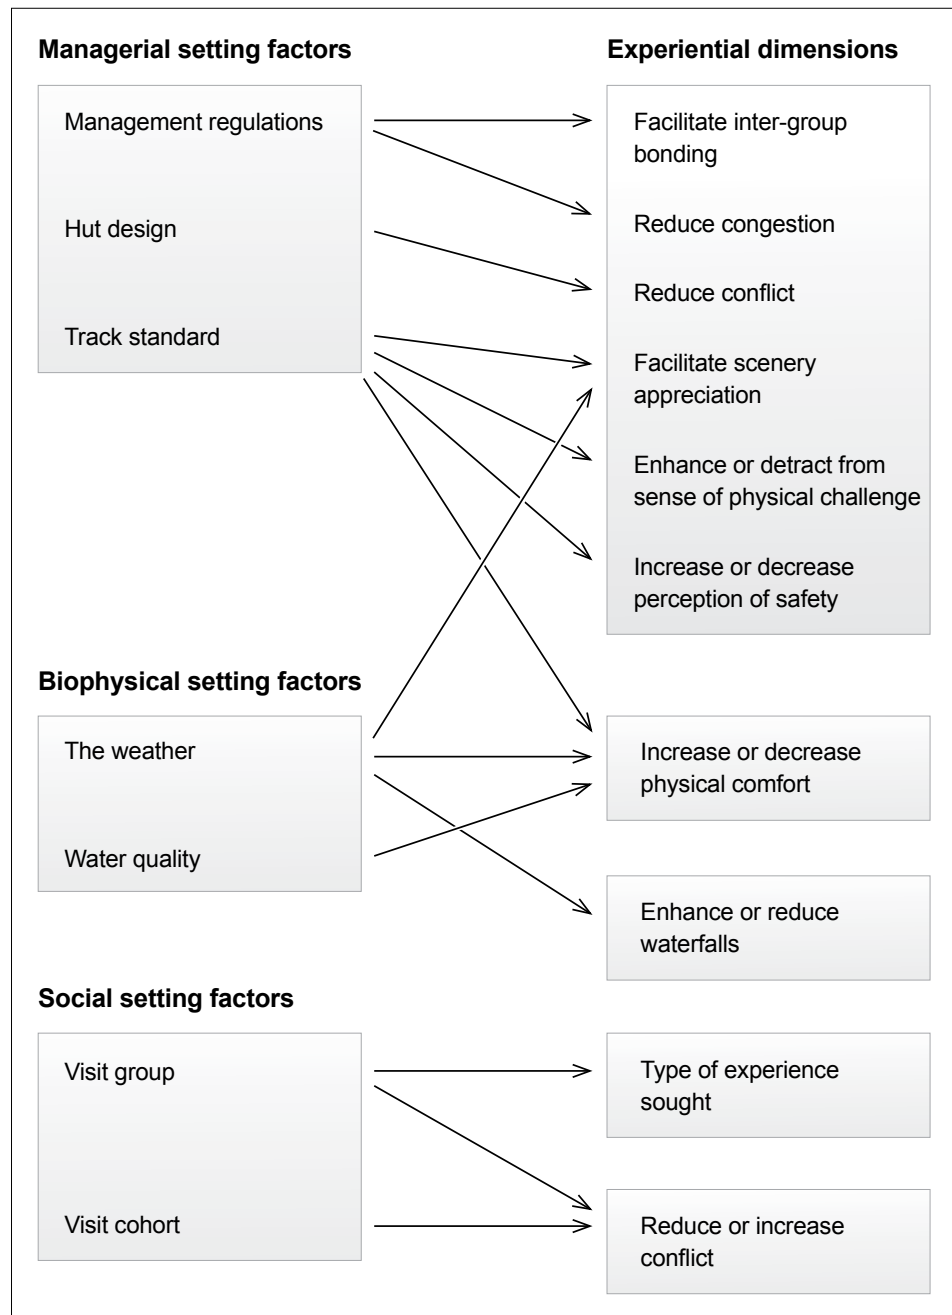 Managerial setting factors
Experiential dimensions
Management regulations
Hut design
Track standard
Facilitate inter-group
bonding
Reduce congestion
Reduce conflict
Facilitate scenery
appreciation
Enhance or detract from
sense of physical challenge
Increase or decrease
perception of safety
Biophysical setting factors
The weather
Water quality
Increase or decrease
physical comfort
Enhance or reduce
waterfalls
Social setting factors
Visit group
Visit cohort
Type of experience
sought
Reduce or increase
conflict